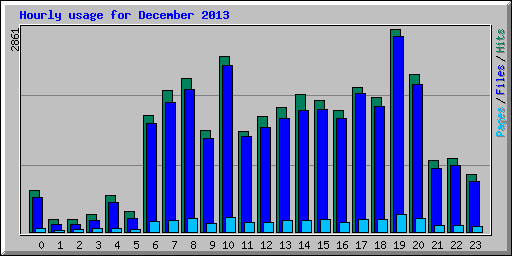 Hourly usage for December 2013
2861
Pages/Files/Hits
0 1 2 3 4 5 6 7 8 9 10 11 12 13 14 15 16 17 18 19 20 21 22 23